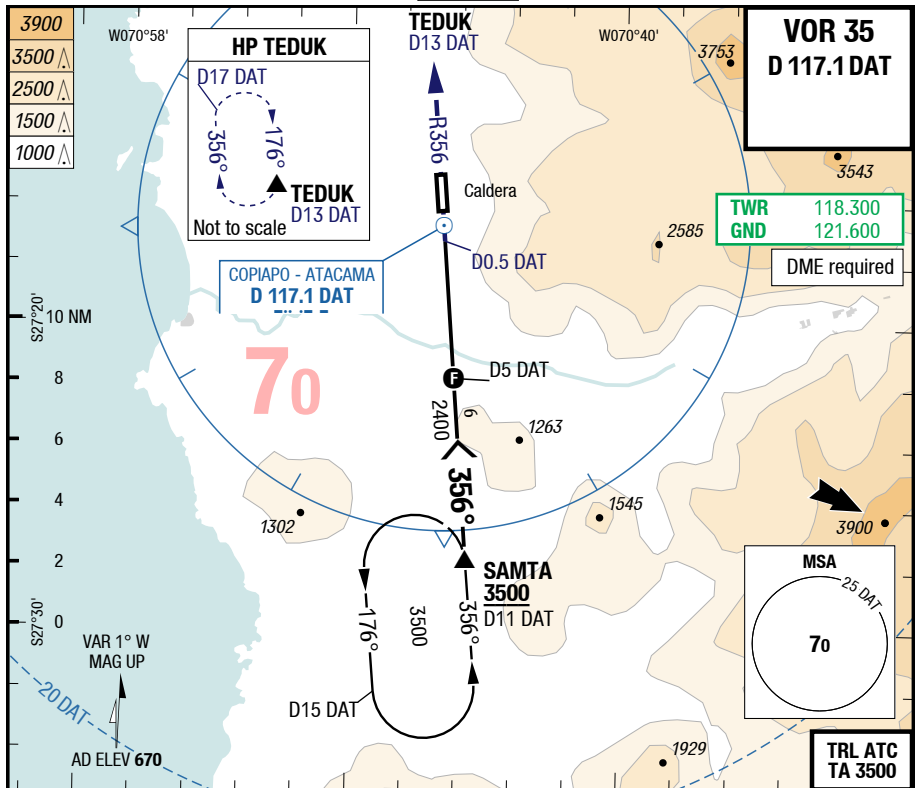 3900
3500
2500
1500
1000
W070°58'
HP TEDUK
D17 DAT
356°
176°
TEDUK
D13 DAT
Not to scale
TEDUK
D13 DAT
R356
Caldera
D0.5 DAT
COPIAPO - ATACAMA
D 117.1 DAT
W070°40'
3753
VOR 35
D 117.1 DAT
3543
TWR 118.300
GND 121.600
2585
DME required
S27°20'
10 NM
8
6
4
2
0
S27°30'
70
D5 DAT
F
2400
6
1263
356°
1302
1545
3900
SAMTA
3500
D11 DAT
176°
3500
356°
D15 DAT
MSA
25 DAT
70
VAR 1° W
MAG UP
20 DAT
AD ELEV 670
1929
TRL ATC
TA 3500